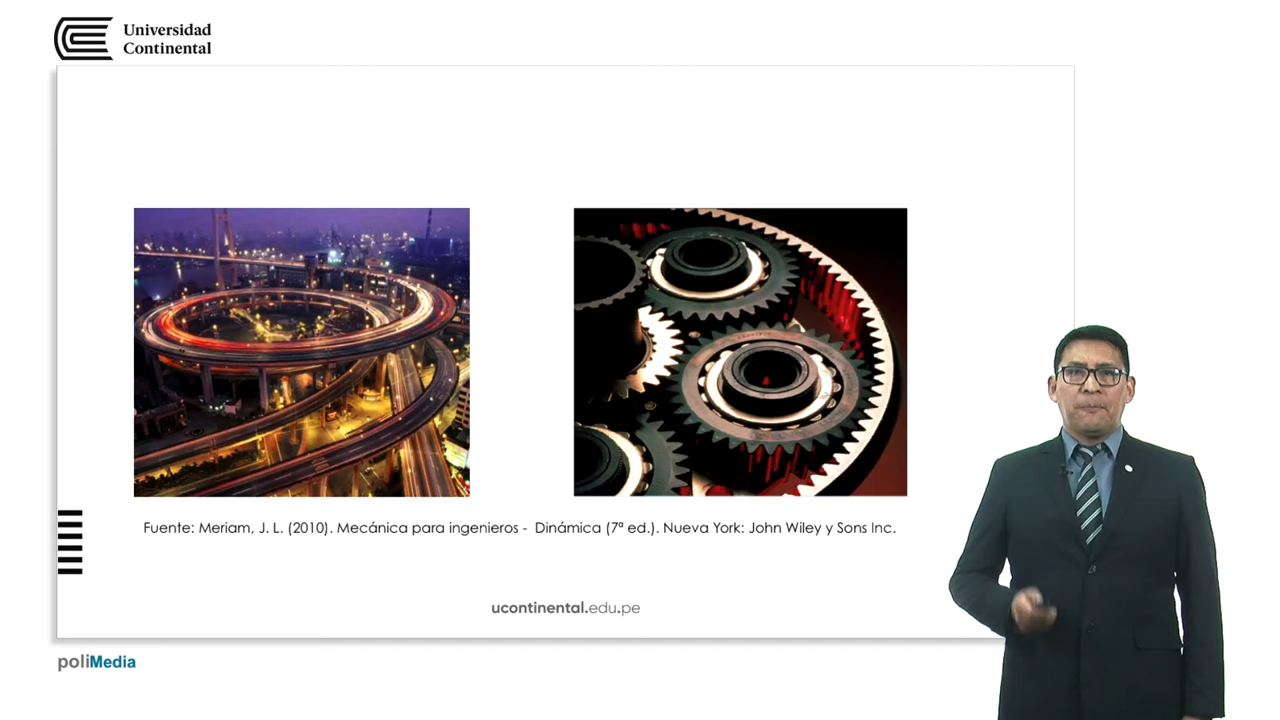 Universidad
Continental
Fuente: Meriam, J. L. (2010). Mecánica para ingenieros - Dinámica (7ª ed.). Nueva York: John Wiley y Sons Inc.
ucontinental.edu.pe
poliMedia